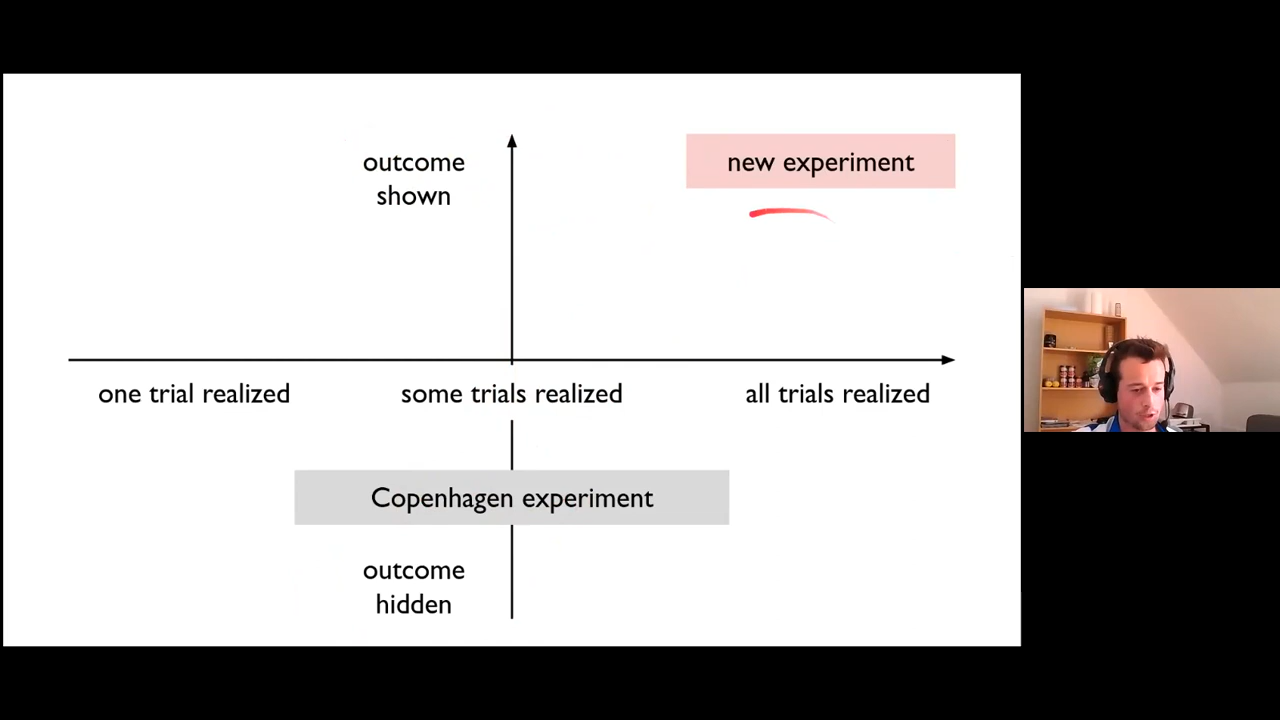 outcome
shown
new experiment
one trial realized
some trials realized
all trials realized
Copenhagen experiment
outcome
hidden